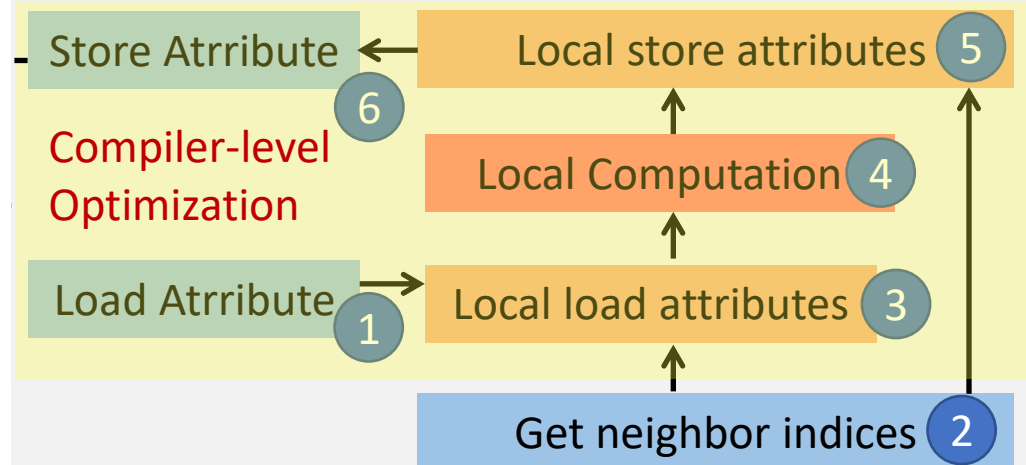 Store Atrribute
6
Local store attributes
5
Compiler-level
Optimization
Local Computation
4
Load Atrribute
1
Local load attributes
3
Get neighbor indices
2